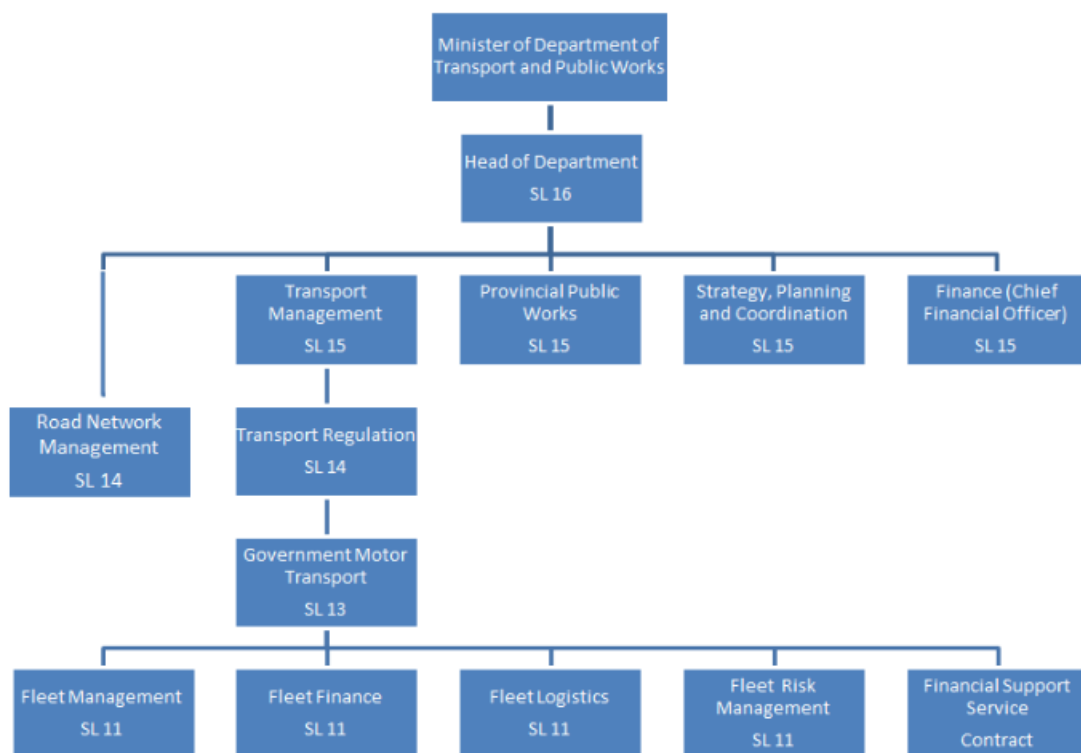 Minister of Department of
Transport and Public Works
Head of Department
SL 16
Transport
Management
SL 15
Provincial Public
Works
SL 15
Strategy, Planning
and Coordination
SL 15
Finance (Chief
Financial Officer)
SL 15
Road Network
Management
SL 14
Transport Regulation
SL 14
Government Motor
Transport
SL 13
Fleet Management
SL 11
Fleet Finance
SL 11
Fleet Logistics
SL 11
Fleet Risk
Management
SL 11
Financial Support
Service
Contract